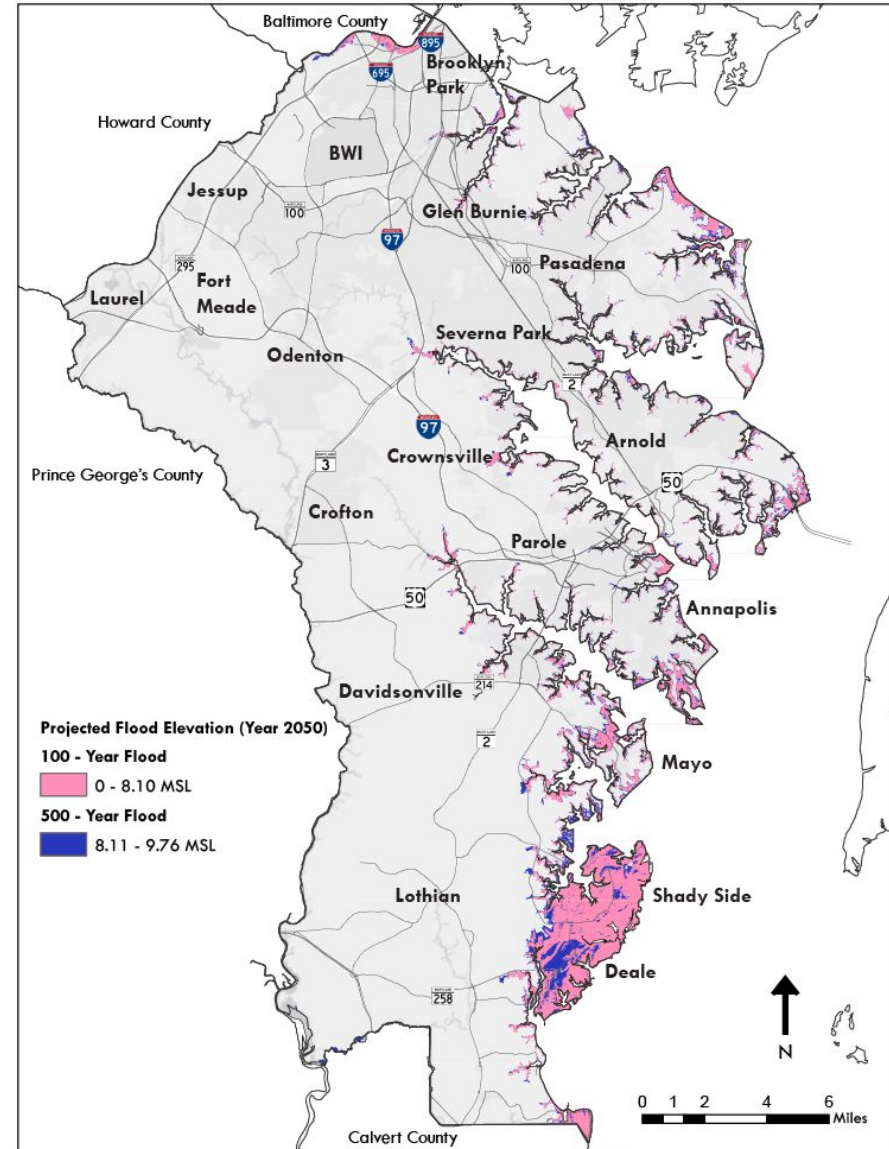 Baltimore County
895
695
Brooklyn
Park
Howard County
BWI
Jessup
100
Glen Burnie
97
295
100
Pasadena
Laurel
Fort
Meade
Severna Park
Odenton
2
97
Arnold
Crownsville
3
50
Prince George's County
Crofton
Parole
50
Annapolis
Davidsonville
214
2
Mayo
Projected Flood Elevation (Year 2050)
100 - Year Flood
0 - 8.10 MSL
500 - Year Flood
8.11 - 9.76 MSL
Lothian
Shady Side
Deale
258
N
0 1 2 4 6
Miles
Calvert County